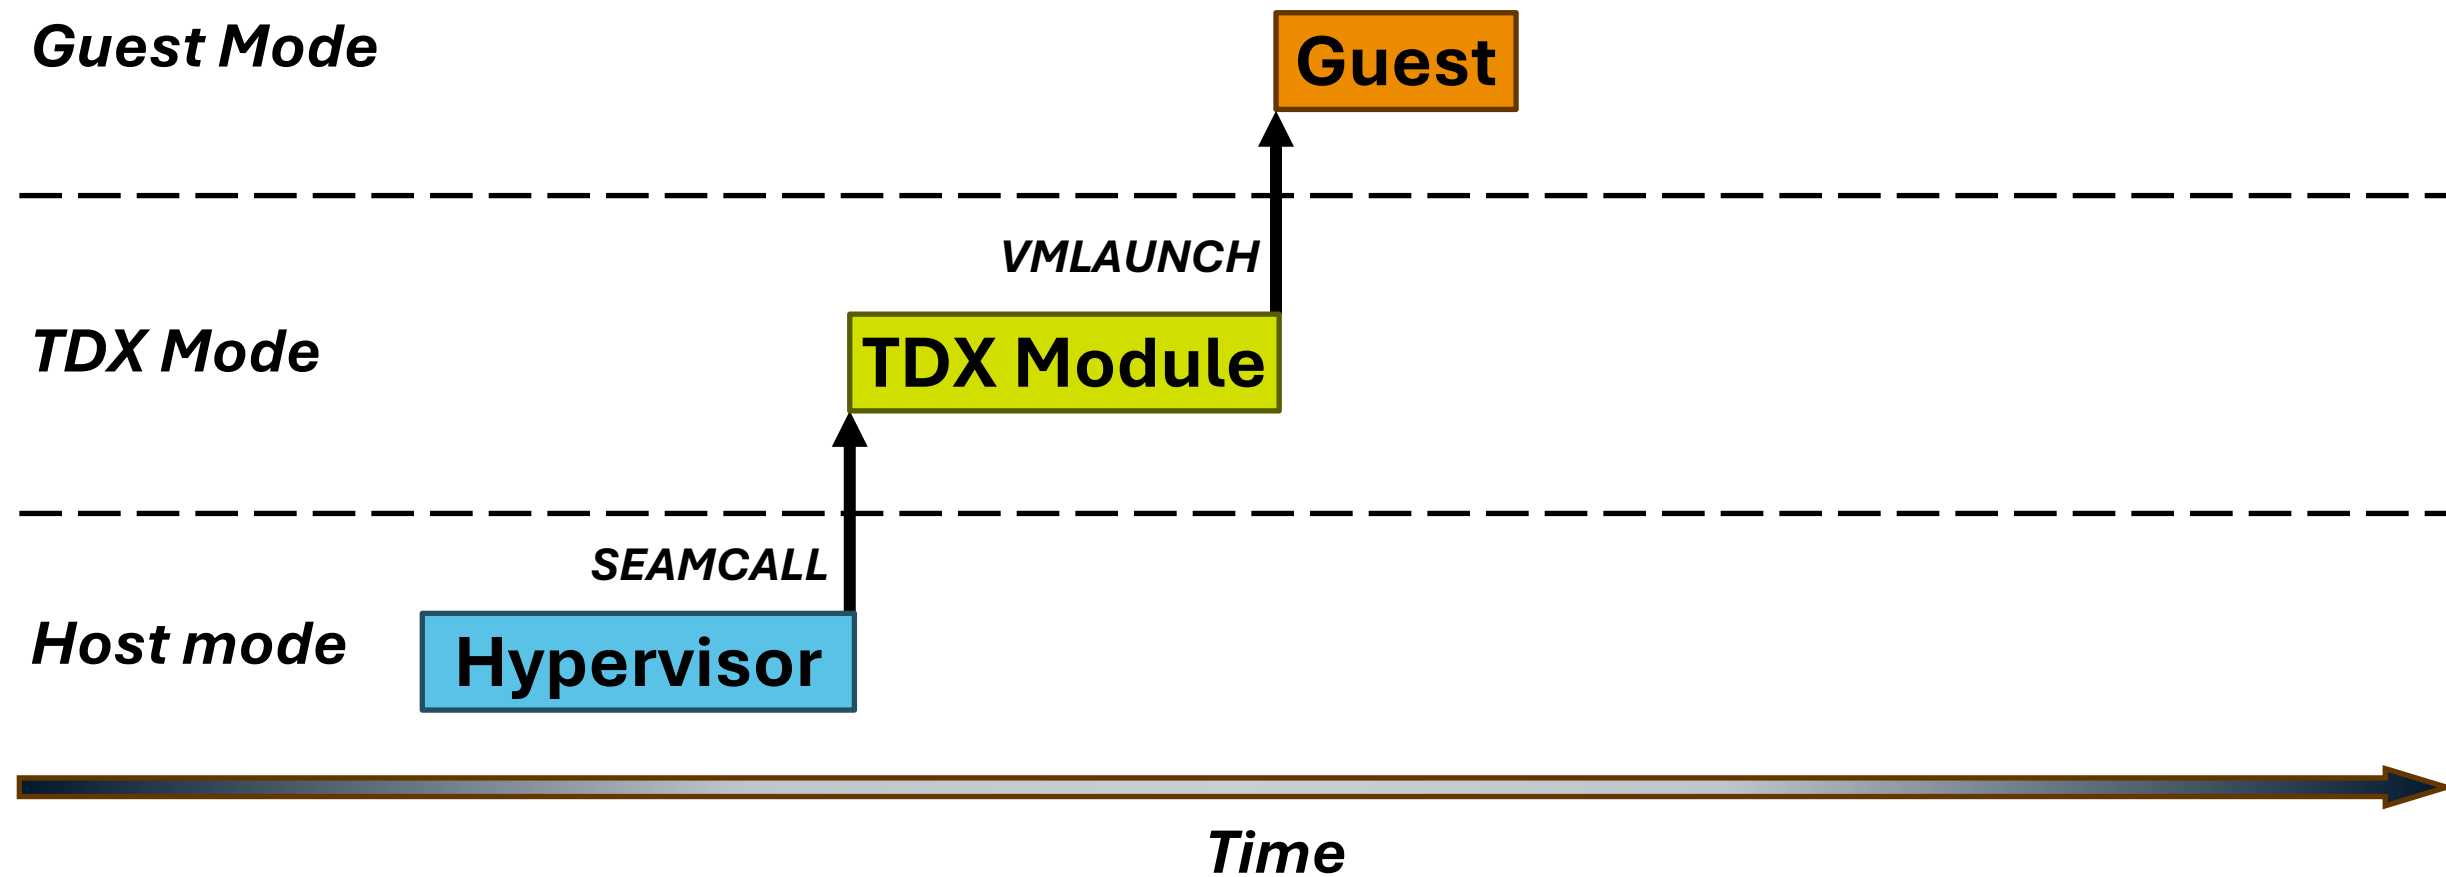 Guest Mode
Guest
VMLAUNCH
TDX Mode
TDX Module
SEAMCALL
Host mode
Hypervisor
Time